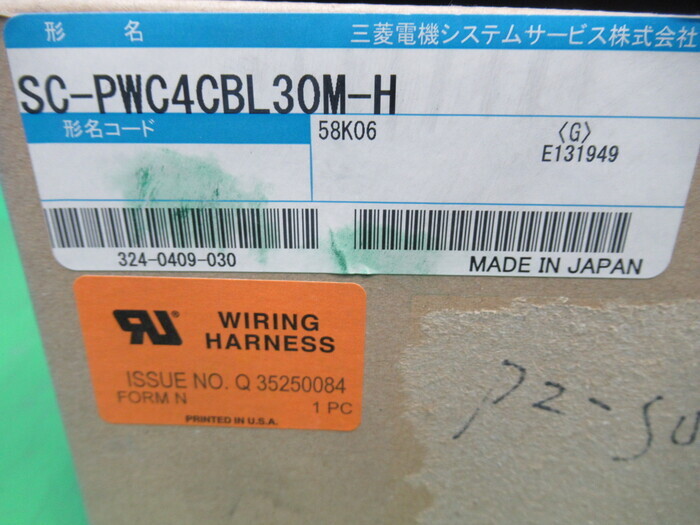 形 名 三菱電機システムサービス株式会社
SC-PWC4CBL30M-H
形名コード 58K06 〈G〉
E131949
324-0409-030 MADE IN JAPAN
WIRING
HARNESS
ISSUE NO. Q 35250084
FORM N 1 PC
PRINTED IN U.S.A.